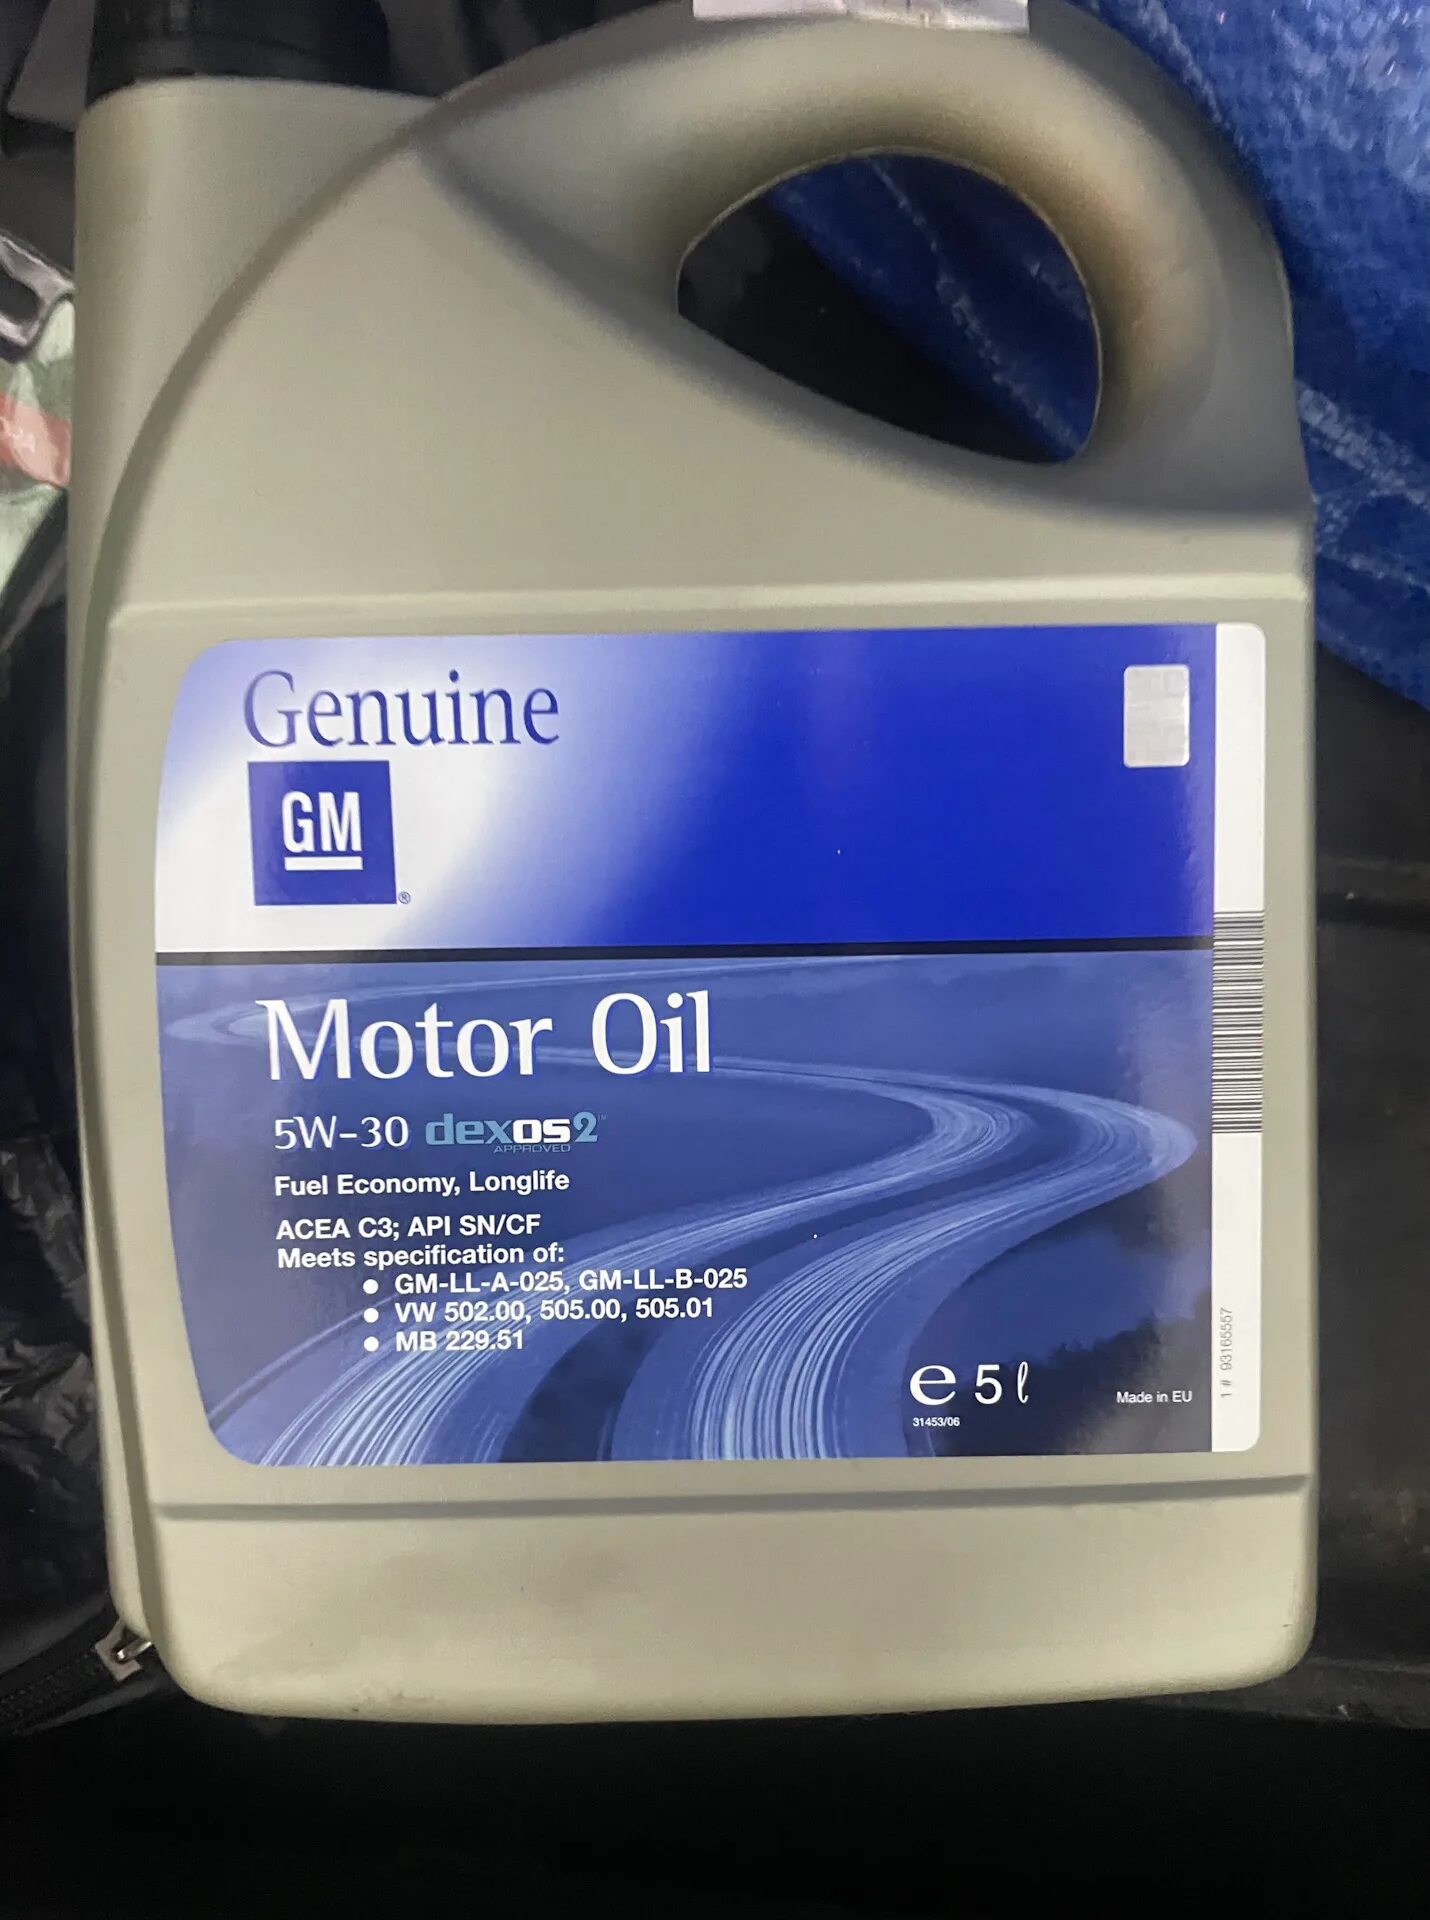 Genuine
GM
®
Motor Oil
5W-30 dexos2™
APPROVED
Fuel Economy, Longlife
ACEA C3; API SN/CF
Meets specification of:
● GM-LL-A-025, GM-LL-B-025
● VW 502.00, 505.00, 505.01
● MB 229.51
e 5 ℓ
31453/06
Made in EU
1 # 93165557